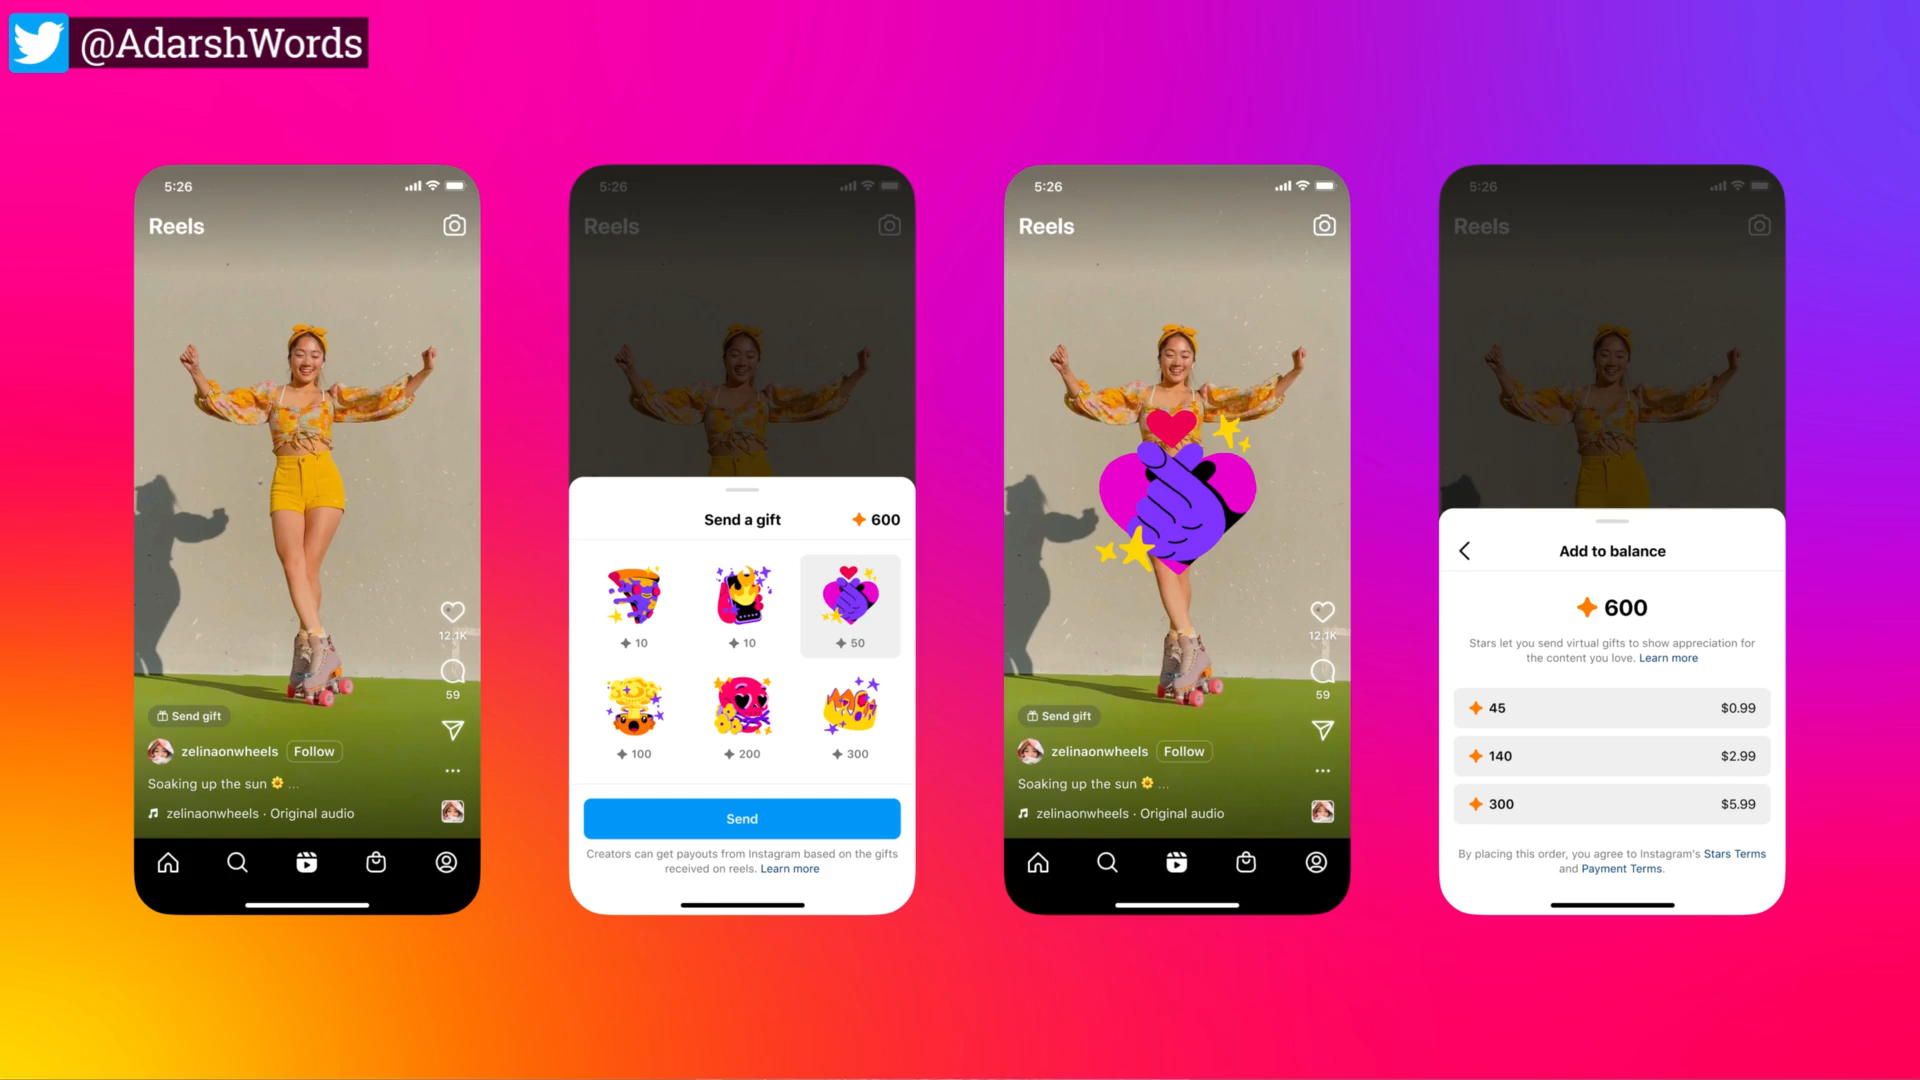 @AdarshWords
5:26
Reels
12.1K
59
Send gift
zelinaonwheels Follow
Soaking up the sun 🌼 ...
zelinaonwheels · Original audio
5:26
Reels
Send a gift 600
10 10 50
100 200 300
Send
Creators can get payouts from Instagram based on the gifts
received on reels. Learn more
5:26
Reels
12.1K
59
Send gift
zelinaonwheels Follow
Soaking up the sun 🌼 ...
zelinaonwheels · Original audio
5:26
Reels
Add to balance
600
Stars let you send virtual gifts to show appreciation for
the content you love. Learn more
45 $0.99
140 $2.99
300 $5.99
By placing this order, you agree to Instagram's Stars Terms
and Payment Terms.